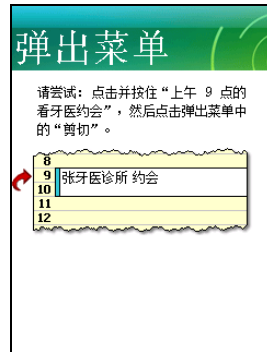 弹出菜单
请尝试：点击并按住“上午 9 点的
看牙医约会”，然后点击弹出菜单中
的“剪切”。
8
9 张牙医诊所 约会
10
11
12